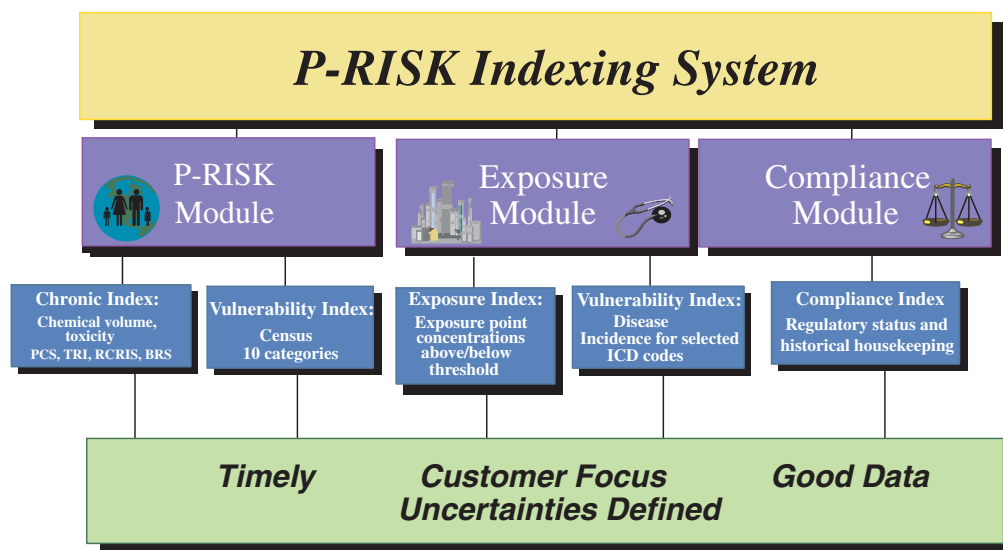 P-RISK Indexing System
P-RISK
Module
Exposure
Module
Compliance
Module
Chronic Index:
Chemical volume,
toxicity
PCS, TRI, RCRIS, BRS
Vulnerability Index:
Census
10 categories
Exposure Index:
Exposure point
concentrations
above/below
threshold
Vulnerability Index:
Disease
Incidence for selected
ICD codes
Compliance Index
Regulatory status and
historical housekeeping
Timely
Customer Focus
Uncertainties Defined
Good Data